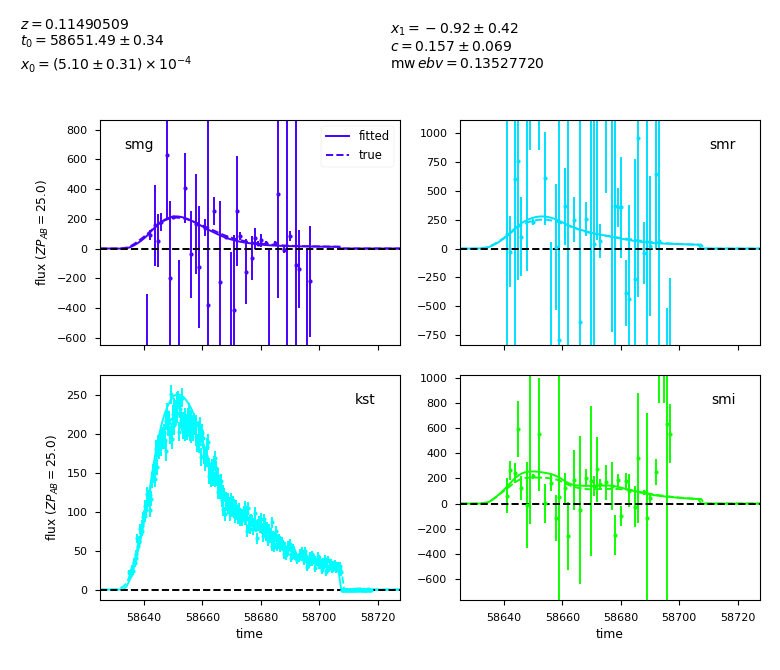 z = 0.11490509
t₀ = 58651.49 ± 0.34
x₀ = (5.10 ± 0.31) × 10⁻⁴
x₁ = −0.92 ± 0.42
c = 0.157 ± 0.069
mw ebv = 0.13527720
smg
fitted
true
800
600
400
200
0
−200
−400
−600
flux (ZP_AB = 25.0)
smr
1000
750
500
250
0
−250
−500
−750
kst
250
200
150
100
50
0
flux (ZP_AB = 25.0)
58640 58660 58680 58700 58720
time
smi
1000
800
600
400
200
0
−200
−400
−600
58640 58660 58680 58700 58720
time